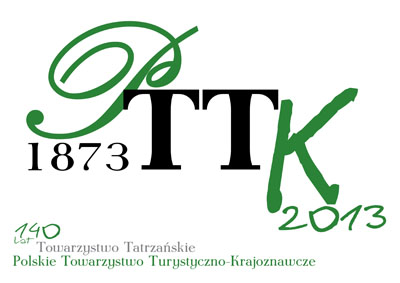 PTTK
1873
2013
140
Lat
Towarzystwo Tatrzańskie
Polskie Towarzystwo Turystyczno-Krajoznawcze